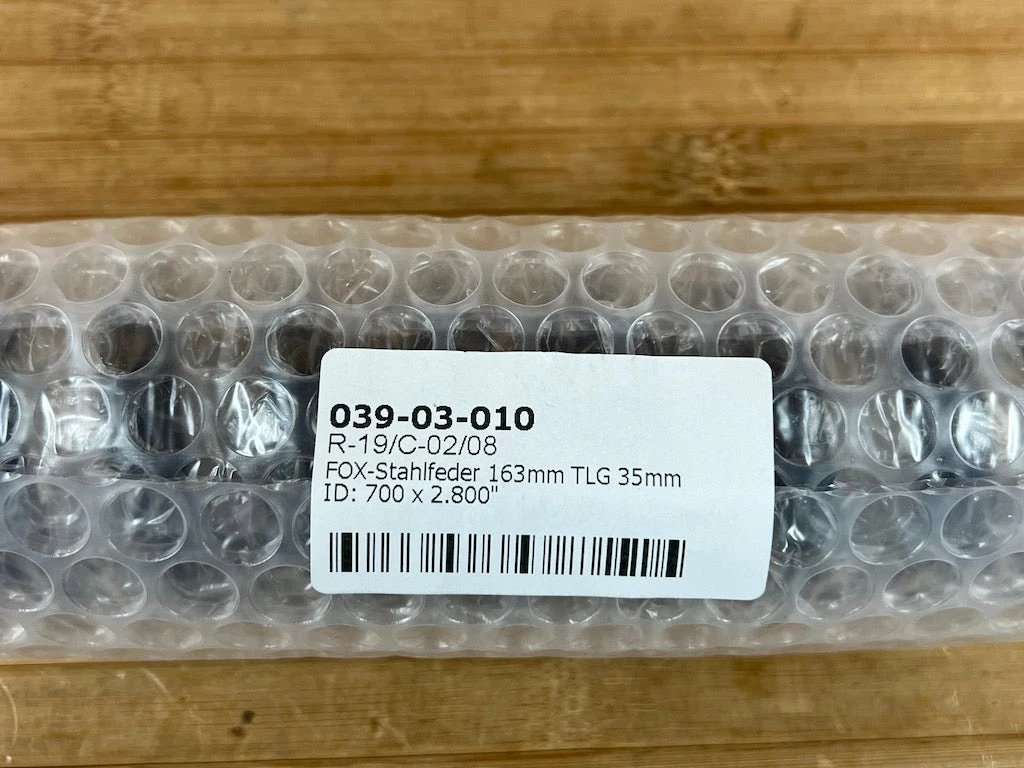 039-03-010
R-19/C-02/08
FOX-Stahlfeder 163mm TLG 35mm
ID: 700 x 2.800"